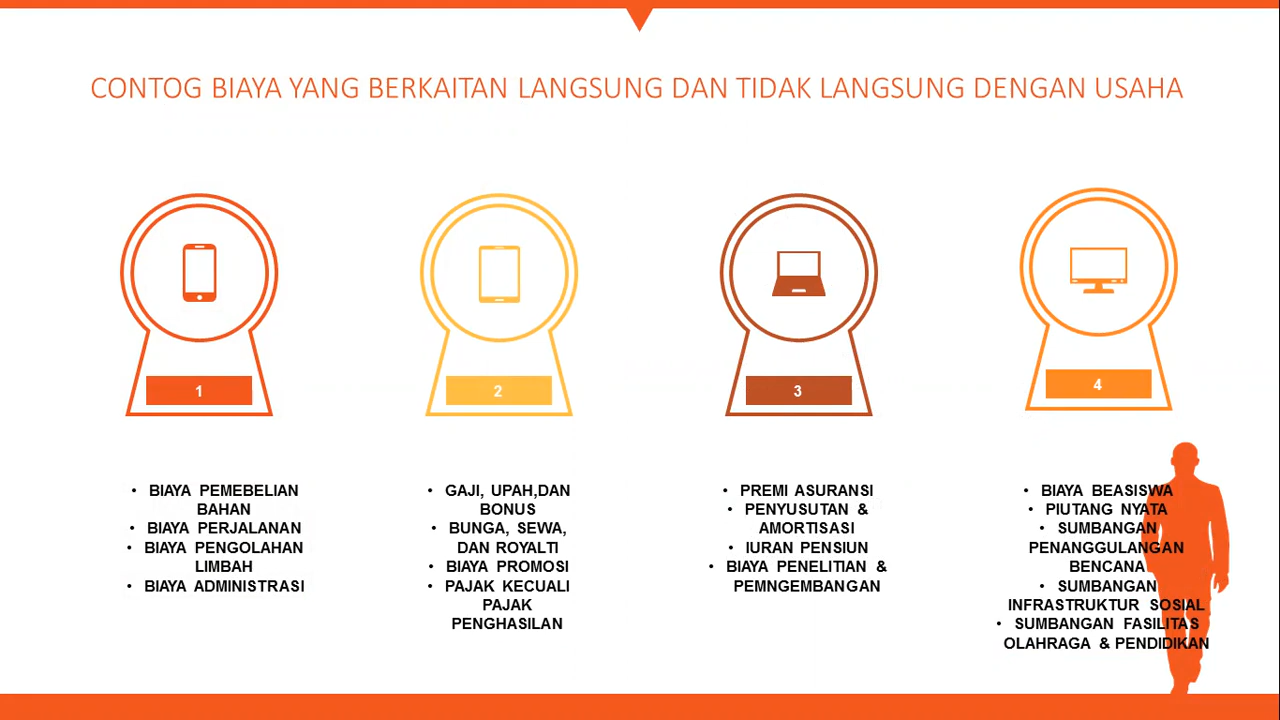 CONTOG BIAYA YANG BERKAITAN LANGSUNG DAN TIDAK LANGSUNG DENGAN USAHA
1
• BIAYA PEMEBELIAN
BAHAN
• BIAYA PERJALANAN
• BIAYA PENGOLAHAN
LIMBAH
• BIAYA ADMINISTRASI
2
• GAJI, UPAH,DAN
BONUS
• BUNGA, SEWA,
DAN ROYALTI
• BIAYA PROMOSI
• PAJAK KECUALI
PAJAK
PENGHASILAN
3
• PREMI ASURANSI
• PENYUSUTAN &
AMORTISASI
• IURAN PENSIUN
• BIAYA PENELITIAN &
PEMNGEMBANGAN
4
• BIAYA BEASISWA
• PIUTANG NYATA
• SUMBANGAN
PENANGGULANGAN
BENCANA
• SUMBANGAN
INFRASTRUKTUR SOSIAL
• SUMBANGAN FASILITAS
OLAHRAGA & PENDIDIKAN